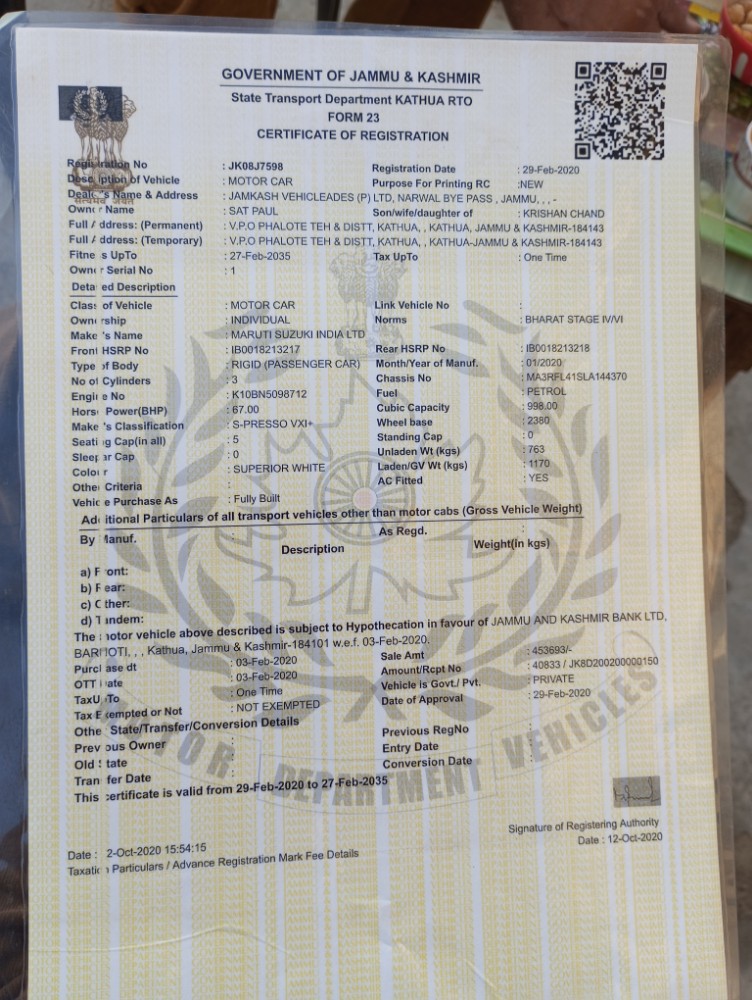 GOVERNMENT OF JAMMU & KASHMIR
State Transport Department KATHUA RTO
FORM 23
CERTIFICATE OF REGISTRATION
सत्यमेव जयते
Registration No : JK08J7598 Registration Date : 29-Feb-2020
Description of Vehicle : MOTOR CAR Purpose For Printing RC :NEW
Dealer's Name & Address : JAMKASH VEHICLEADES (P) LTD, NARWAL BYE PASS , JAMMU, , , -
Owner Name : SAT PAUL Son/wife/daughter of : KRISHAN CHAND
Full Address: (Permanent) : V.P.O PHALOTE TEH & DISTT, KATHUA, , KATHUA, JAMMU & KASHMIR-184143
Full Address: (Temporary) : V.P.O PHALOTE TEH & DISTT, KATHUA, , KATHUA-JAMMU & KASHMIR-184143
Fitness UpTo : 27-Feb-2035 Tax UpTo : One Time
Owner Serial No : 1
Detailed Description
Class of Vehicle : MOTOR CAR Link Vehicle No :
Ownership : INDIVIDUAL Norms : BHARAT STAGE IV/VI
Maker's Name : MARUTI SUZUKI INDIA LTD
Front HSRP No : IB0018213217 Rear HSRP No : IB0018213218
Type of Body : RIGID (PASSENGER CAR) Month/Year of Manuf. : 01/2020
No of Cylinders : 3 Chassis No : MA3RFL41SLA144370
Engine No : K10BN5098712 Fuel : PETROL
Horse Power(BHP) : 67.00 Cubic Capacity : 998.00
Maker's Classification : S-PRESSO VXI+ Wheel base : 2380
Seating Cap(in all) : 5 Standing Cap : 0
Sleeper Cap : 0 Unladen Wt (kgs) : 763
Colour : SUPERIOR WHITE Laden/GV Wt (kgs) : 1170
Other Criteria : AC Fitted : YES
Vehicle Purchase As : Fully Built
Additional Particulars of all transport vehicles other than motor cabs (Gross Vehicle Weight)
By Manuf. : As Regd. :
Description Weight(in kgs)
a) Front:
b) Rear:
c) Other:
d) Tandem:
The motor vehicle above described is subject to Hypothecation in favour of JAMMU AND KASHMIR BANK LTD,
BARNOTI, , , Kathua, Jammu & Kashmir-184101 w.e.f. 03-Feb-2020.
Purchase dt : 03-Feb-2020 Sale Amt : 453693/-
OTT Date : 03-Feb-2020 Amount/Rcpt No : 40833 / JK8D200200000150
TaxUpTo : One Time Vehicle is Govt./ Pvt. : PRIVATE
Tax Exempted or Not : NOT EXEMPTED Date of Approval : 29-Feb-2020
Other State/Transfer/Conversion Details
Previous Owner : Previous RegNo :
Old State : Entry Date :
Transfer Date : Conversion Date :
This certificate is valid from 29-Feb-2020 to 27-Feb-2035
MOTOR DEPARTMENT VEHICLES
Signature of Registering Authority
Date : 12-Oct-2020
Date : 2-Oct-2020 15:54:15
Taxation Particulars / Advance Registration Mark Fee Details